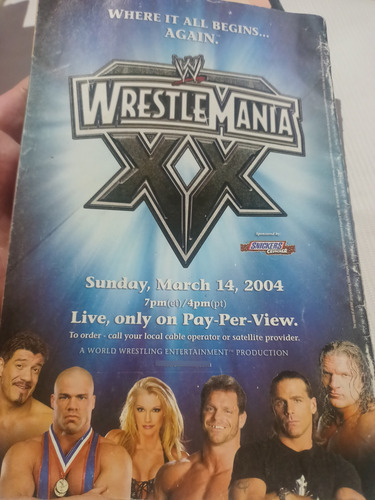 WHERE IT ALL BEGINS...
AGAIN.
W
WRESTLEMANIA
XX
Sponsored by
SNICKERS
CRUNCHER
Sunday, March 14, 2004
7pm(et)/4pm(pt)
Live, only on Pay-Per-View.
To order - call your local cable operator or satellite provider.
A WORLD WRESTLING ENTERTAINMENT™ PRODUCTION